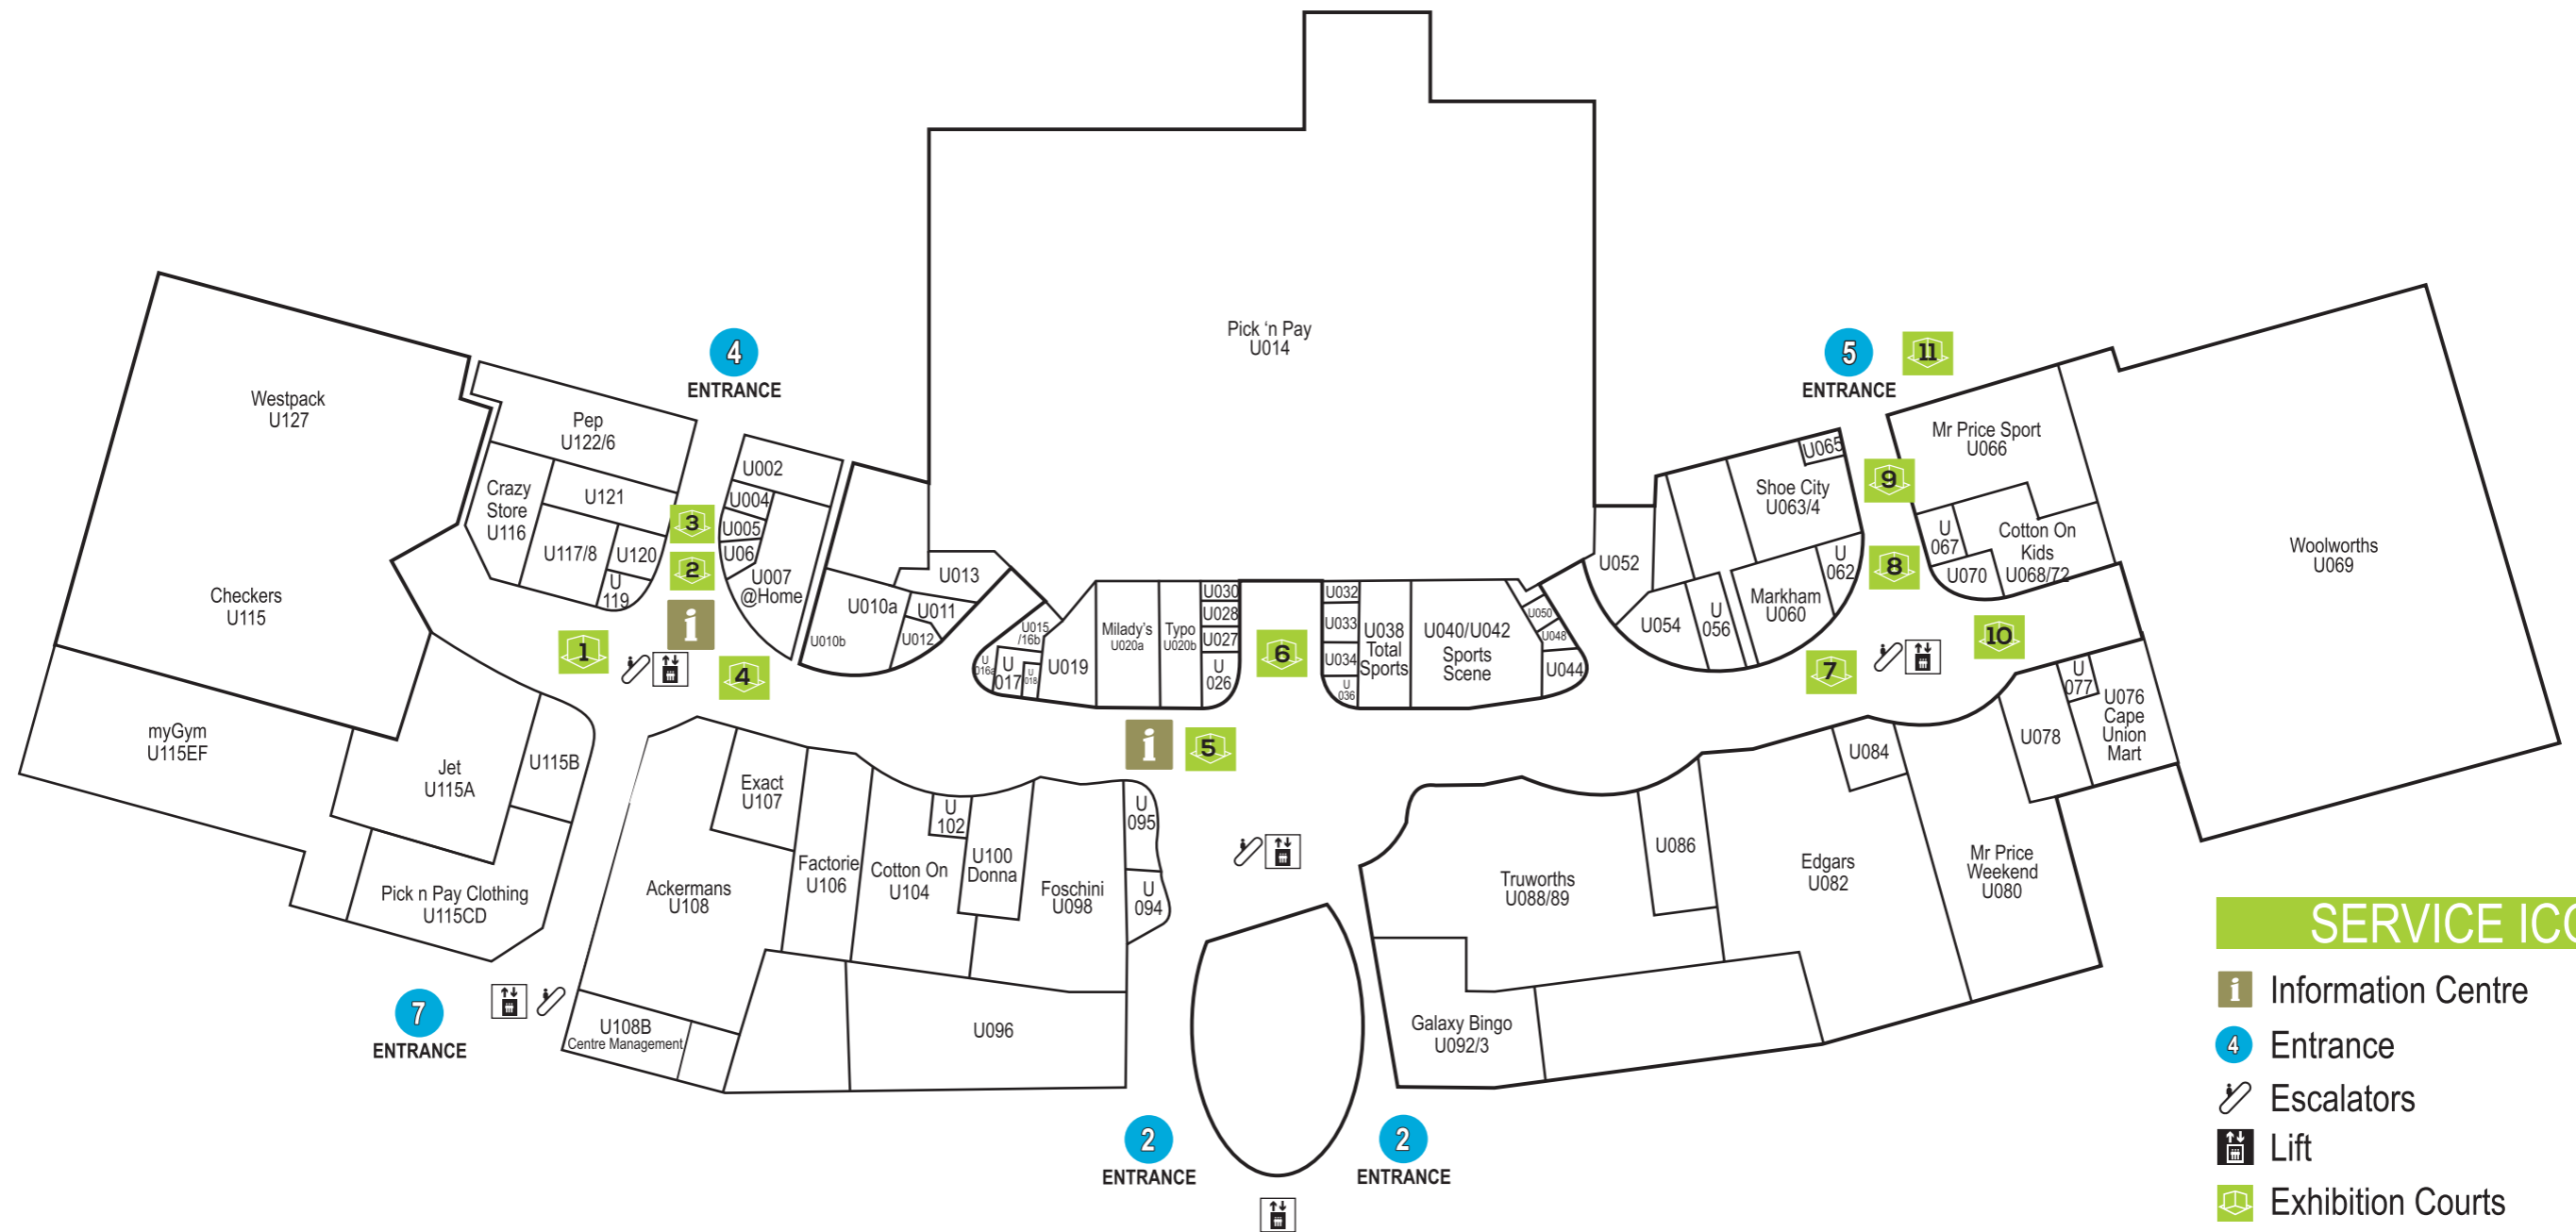 Westpack
U127
Checkers
U115
myGym
U115EF
Jet
U115A
U115B
Pick n Pay Clothing
U115CD
7
ENTRANCE
4
ENTRANCE
Pep
U122/6
Crazy
Store
U116
U121
U117/8
U120
U
119
3
2
i
1
4
U002
U004
U005
U06
U007
@Home
U010b
U010a
U013
U011
U012
Pick ‘n Pay
U014
U015
/16b
U
016a
U
017
U
018
U019
Milady's
U020a
Typo
U020b
U030
U028
U027
U
026
6
U032
U033
U034
U
036
U038
Total
Sports
U040/U042
Sports
Scene
U050
U048
U044
i
5
5
ENTRANCE
11
U052
U054
U
056
Shoe City
U063/4
U065
Markham
U060
U
062
9
8
7
10
Mr Price Sport
U066
U
067
U070
Cotton On
Kids
U068/72
Woolworths
U069
U
077
U076
Cape
Union
Mart
U078
U084
Mr Price
Weekend
U080
Edgars
U082
U086
Truworths
U088/89
Galaxy Bingo
U092/3
Exact
U107
Ackermans
U108
Factorie
U106
Cotton On
U104
U
102
U100
Donna
Foschini
U098
U
095
U
094
U096
U108B
Centre Management
2
ENTRANCE
2
ENTRANCE
SERVICE ICO
i Information Centre
4 Entrance
Escalators
Lift
Exhibition Courts